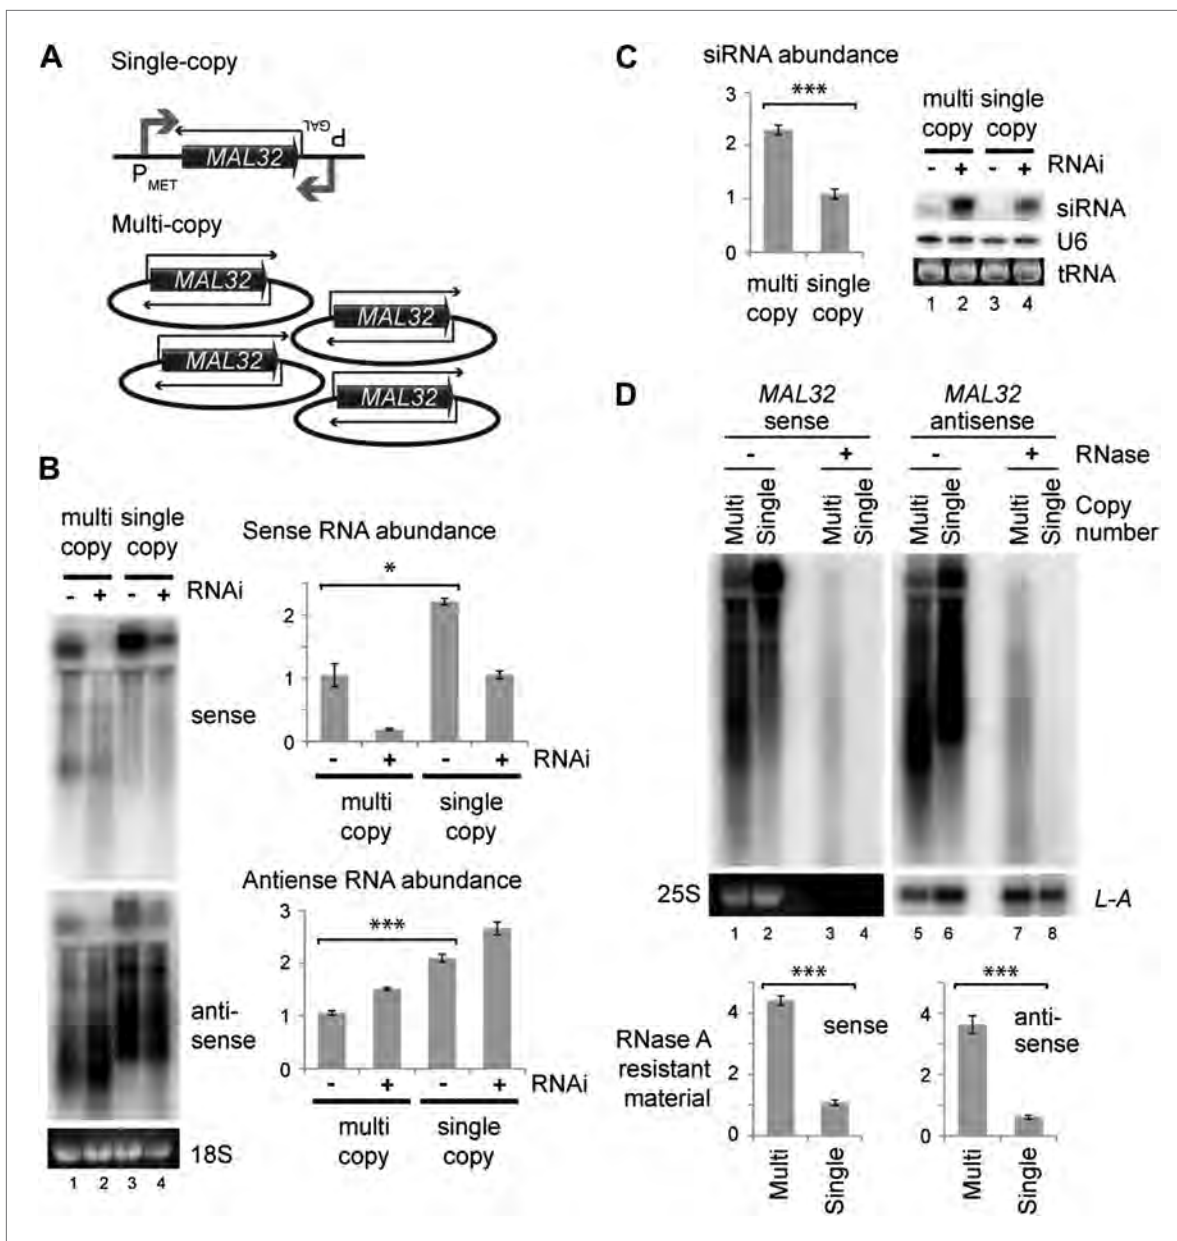 A
Single-copy
P GAL
MAL32
P MET
Multi-copy
MAL32
MAL32
MAL32
MAL32
B
multi single
copy copy
- + - + RNAi
sense
anti-
sense
18S
1 2 3 4
Sense RNA abundance
*
2
1
0
- + - + RNAi
multi single
copy copy
Antiense RNA abundance
***
3
2
1
0
- + - + RNAi
multi single
copy copy
C
siRNA abundance
***
3
2
1
0
multi single
copy copy
multi single
copy copy
- + - + RNAi
siRNA
U6
tRNA
1 2 3 4
D
MAL32 MAL32
sense antisense
- + - + RNase
Multi Single Multi Single Multi Single Multi Single Copy
number
25S L-A
1 2 3 4 5 6 7 8
RNase A
resistant
material
***
4
2
0
sense
Multi Single
***
4
2
0
anti-
sense
Multi Single